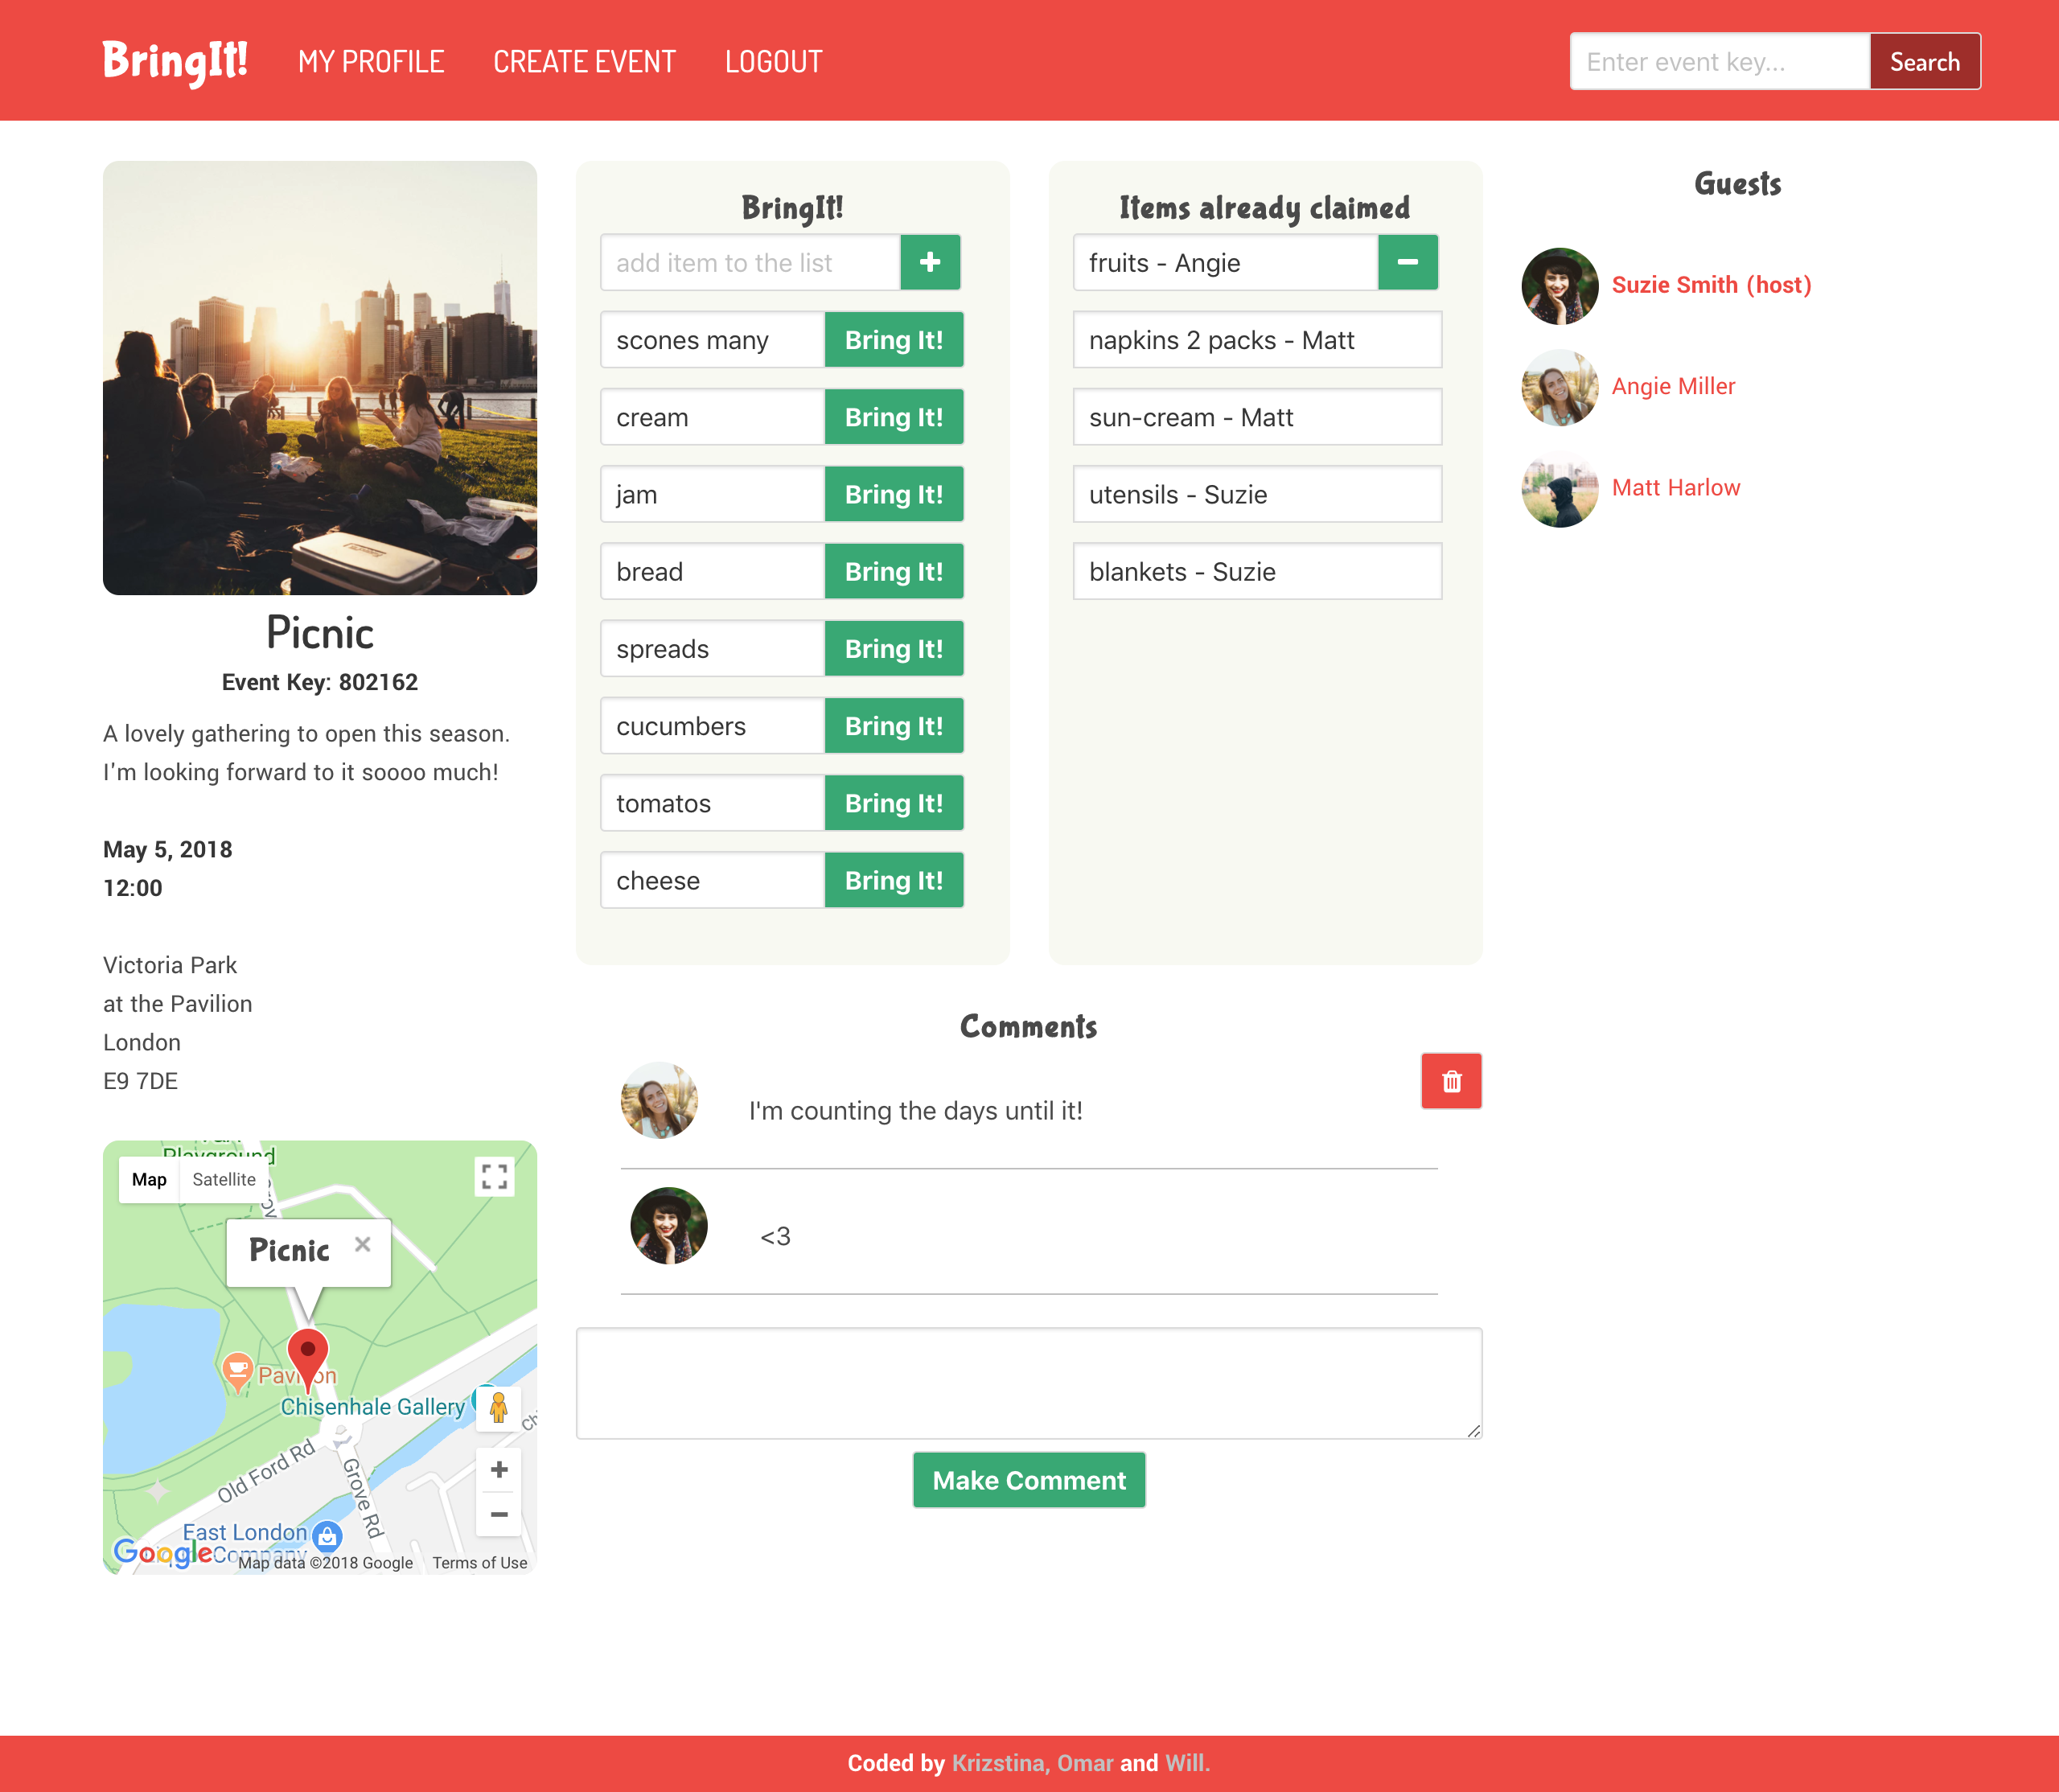 BringIt!
MY PROFILE
CREATE EVENT
LOGOUT
Enter event key...
Search
Picnic
Event Key: 802162
A lovely gathering to open this season.
I'm looking forward to it soooo much!
May 5, 2018
12:00
Victoria Park
at the Pavilion
London
E9 7DE
Playground
Map
Satellite
Picnic
Chisenhale Gallery
Old Ford Rd
Grove Rd
East London
Company
Google
Map data ©2018 Google
Terms of Use
BringIt!
add item to the list
scones many
Bring It!
cream
Bring It!
jam
Bring It!
bread
Bring It!
spreads
Bring It!
cucumbers
Bring It!
tomatos
Bring It!
cheese
Bring It!
Items already claimed
fruits - Angie
napkins 2 packs - Matt
sun-cream - Matt
utensils - Suzie
blankets - Suzie
Guests
Suzie Smith (host)
Angie Miller
Matt Harlow
Comments
I'm counting the days until it!
<3
Make Comment
Coded by Krizstina, Omar and Will.